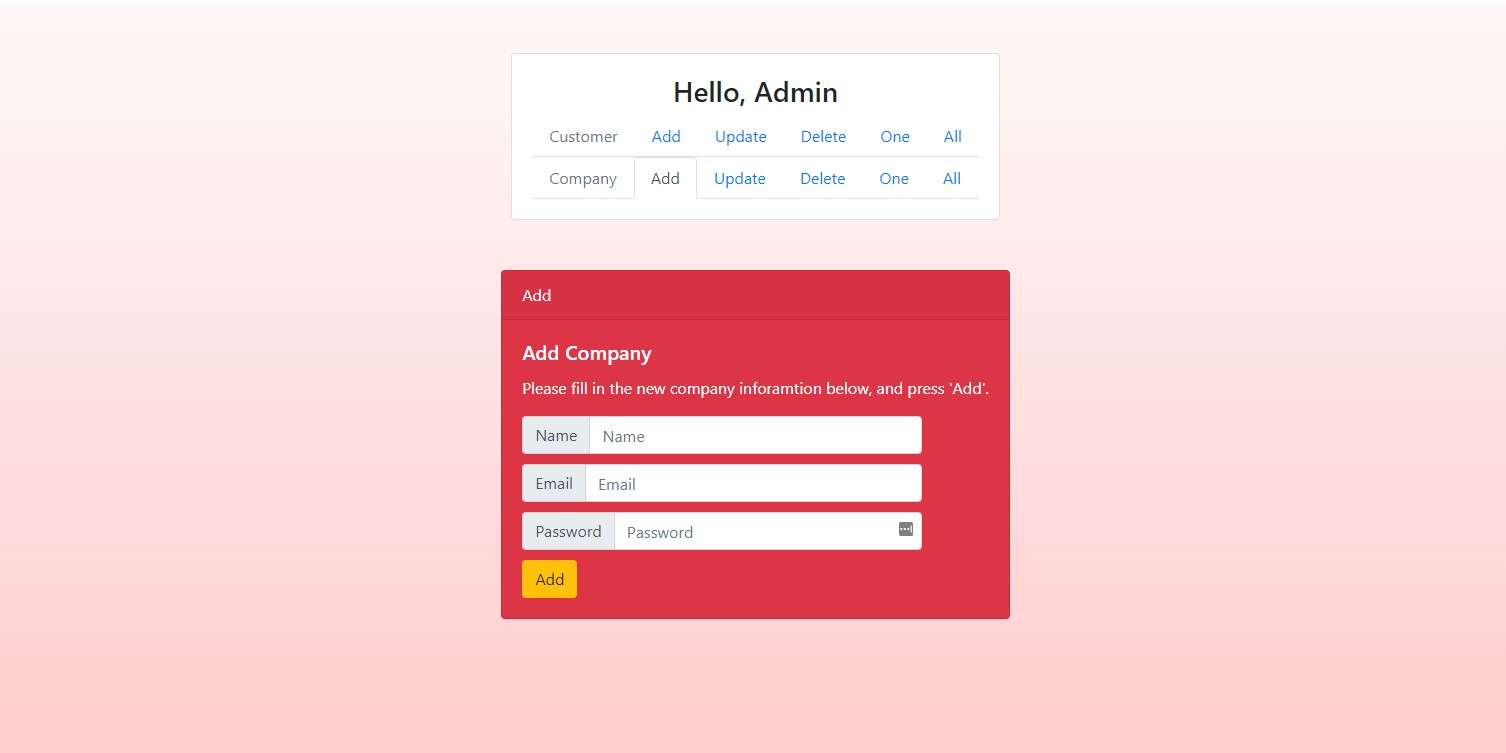 Hello, Admin
Customer Add Update Delete One All
Company Add Update Delete One All
Add
Add Company
Please fill in the new company inforamtion below, and press 'Add'.
Name Name
Email Email
Password Password
Add